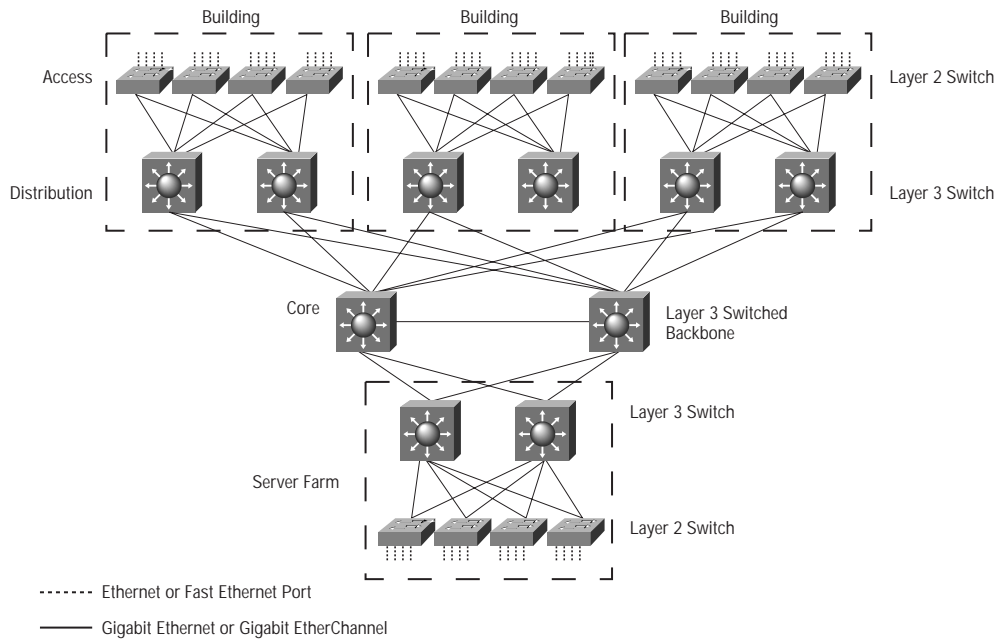 Building
Building
Building
Access
Layer 2 Switch
Distribution
Layer 3 Switch
Core
Layer 3 Switched
Backbone
Layer 3 Switch
Server Farm
Layer 2 Switch
Ethernet or Fast Ethernet Port
Gigabit Ethernet or Gigabit EtherChannel